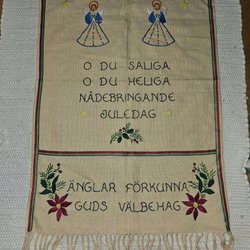 O DU SALIGA
O DU HELIGA
NÅDEBRINGANDE
JULEDAG
ÄNGLAR FÖRKUNNA
GUDS VÄLBEHAG